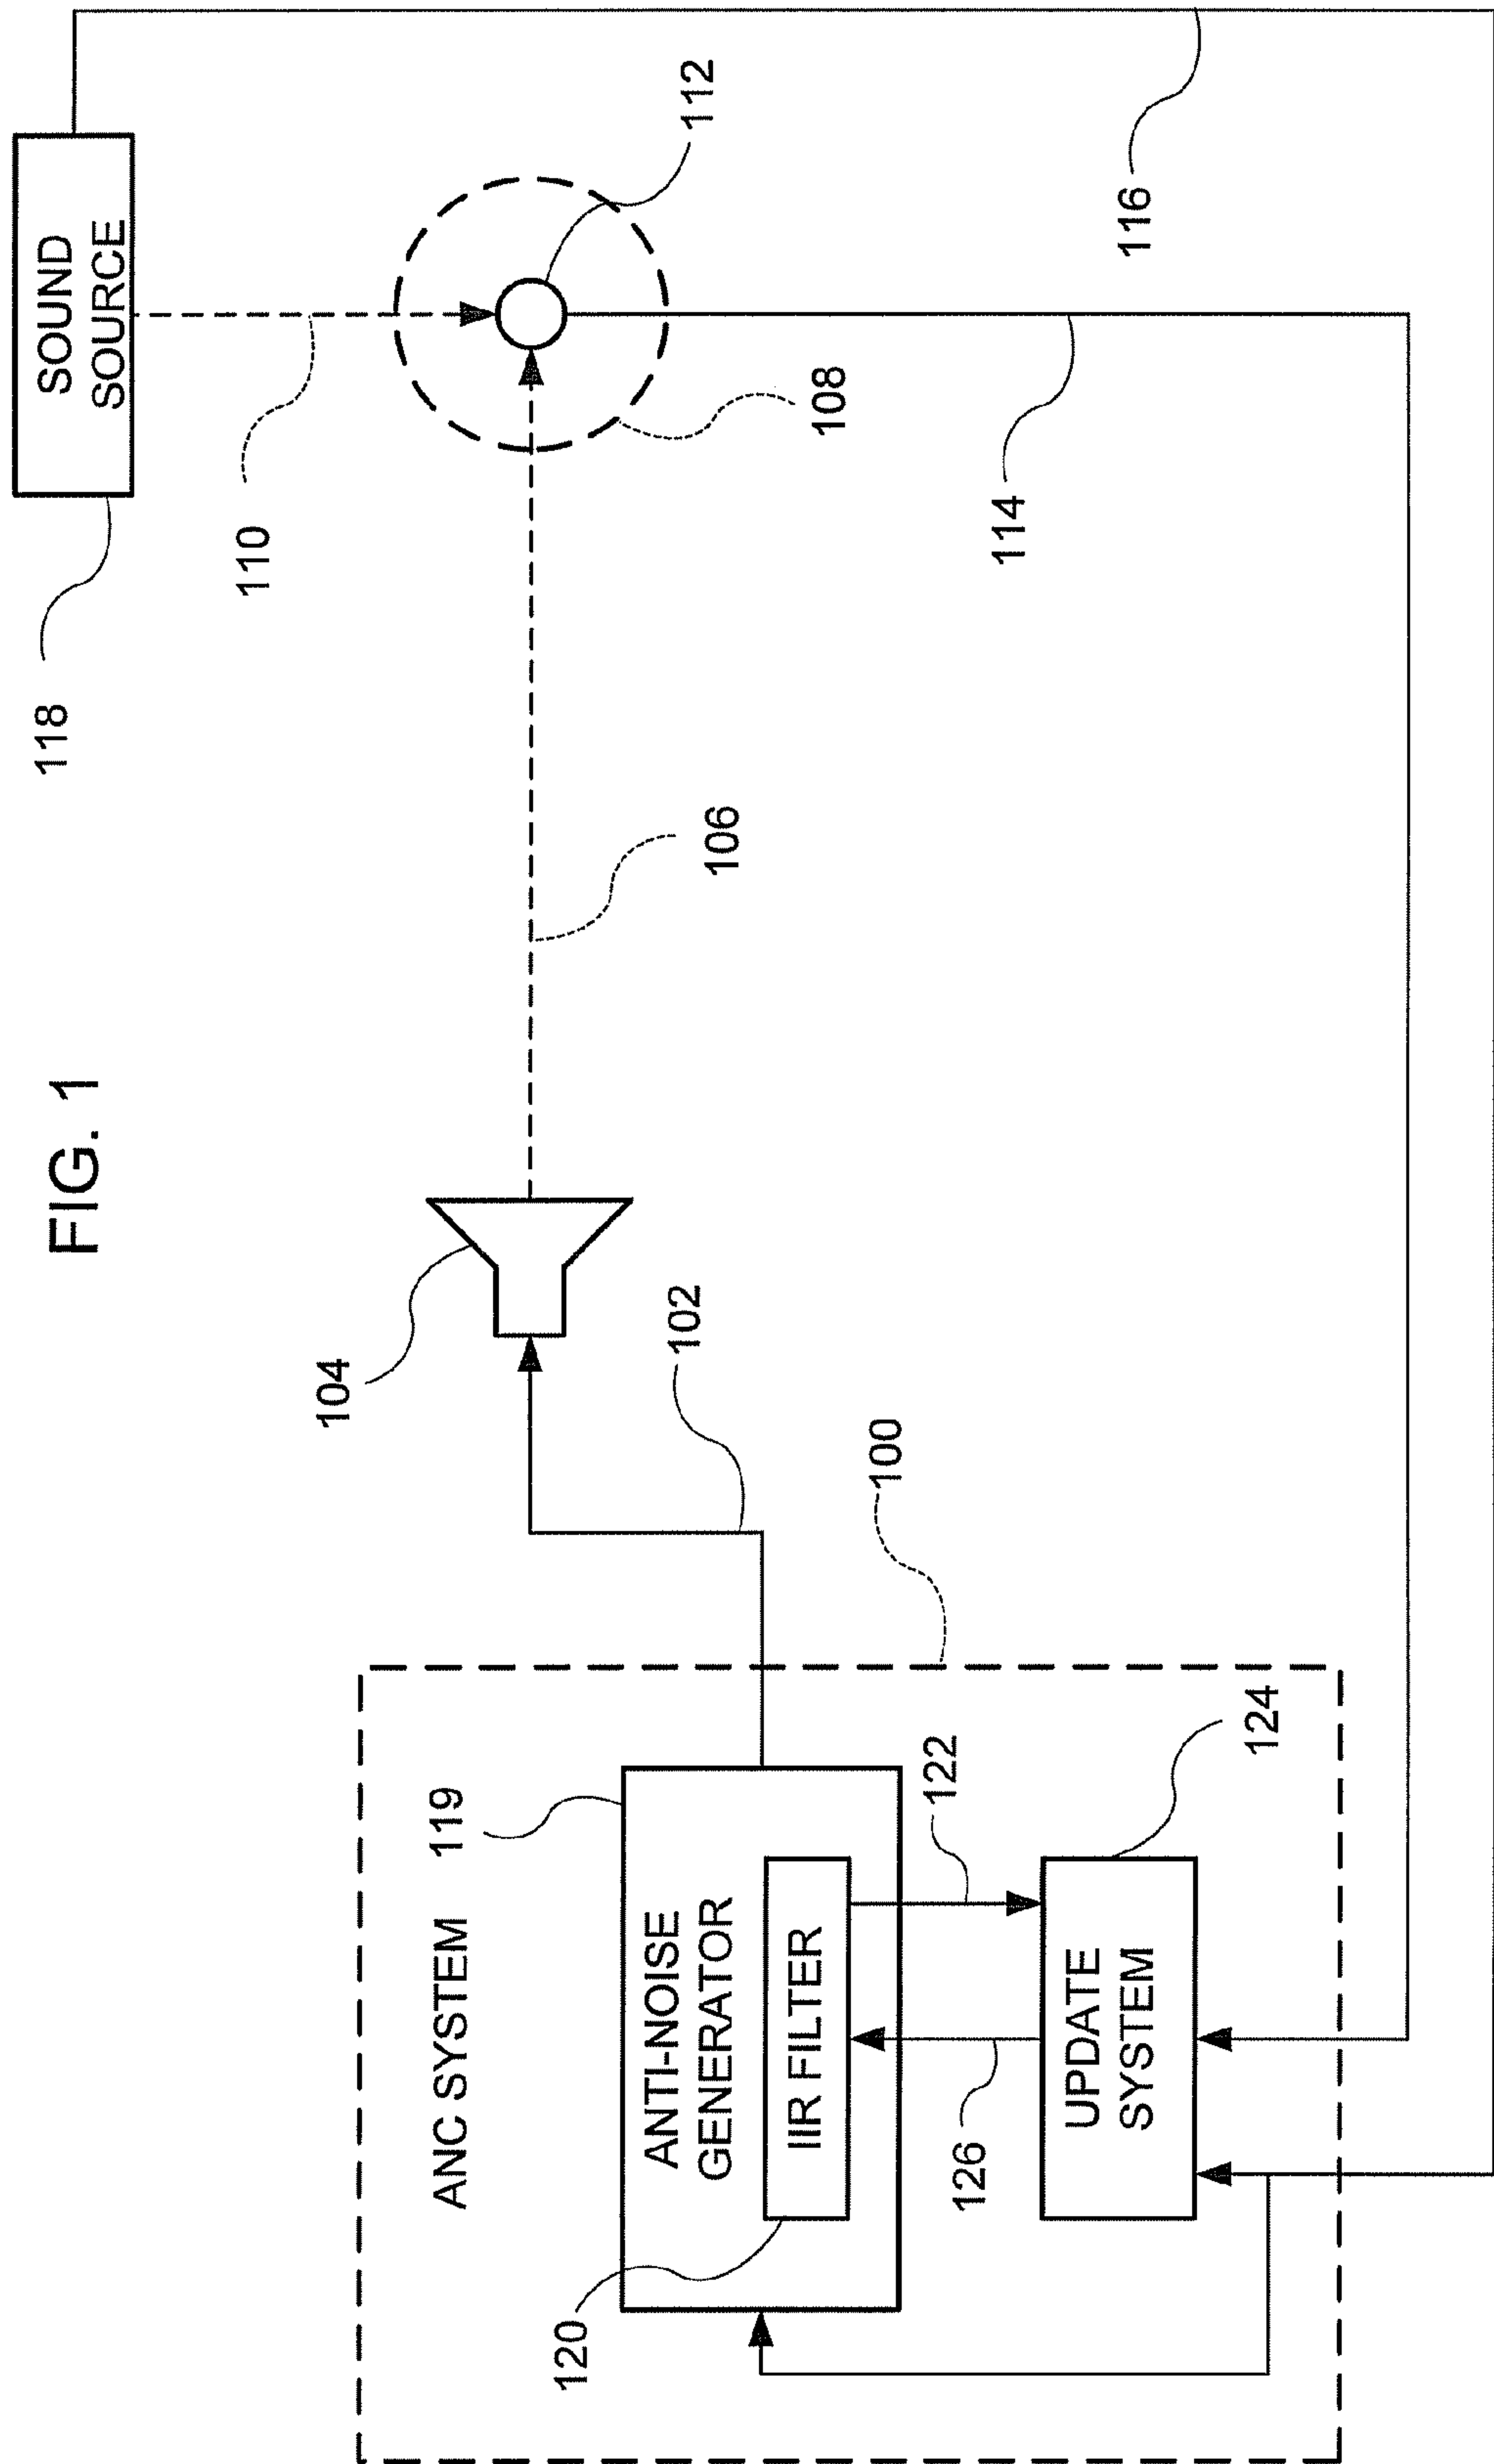 FIG. 1
118
SOUND
SOURCE
110
112
104
106
108
102
116
114
100
ANC SYSTEM
119
ANTI-NOISE
GENERATOR
IIR FILTER
120
122
126
124
UPDATE
SYSTEM